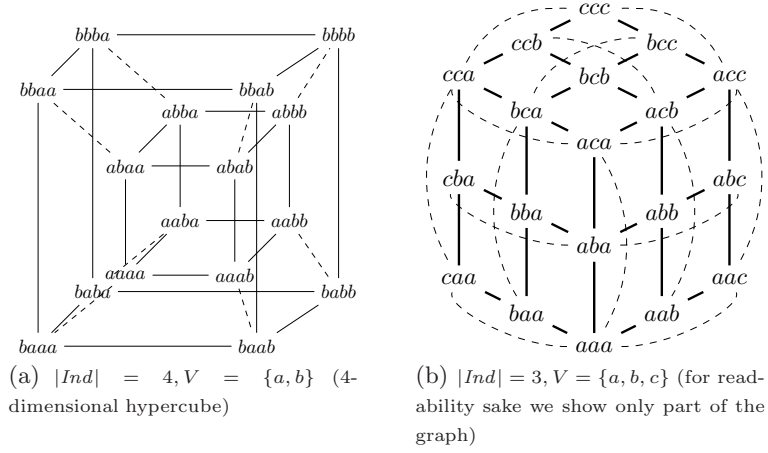 bbba bbbb
bbaa bbab
abba abbb
abaa abab
aaba aabb
aaaa aaab
baba babb
baaa baab
(a) |Ind| = 4, V = {a, b} (4-
dimensional hypercube)
ccc
ccb bcc
cca bcb acc
bca acb
aca
cba abc
bba abb
aba
caa aac
baa aab
aaa
(b) |Ind| = 3, V = {a, b, c} (for read-
ability sake we show only part of the
graph)